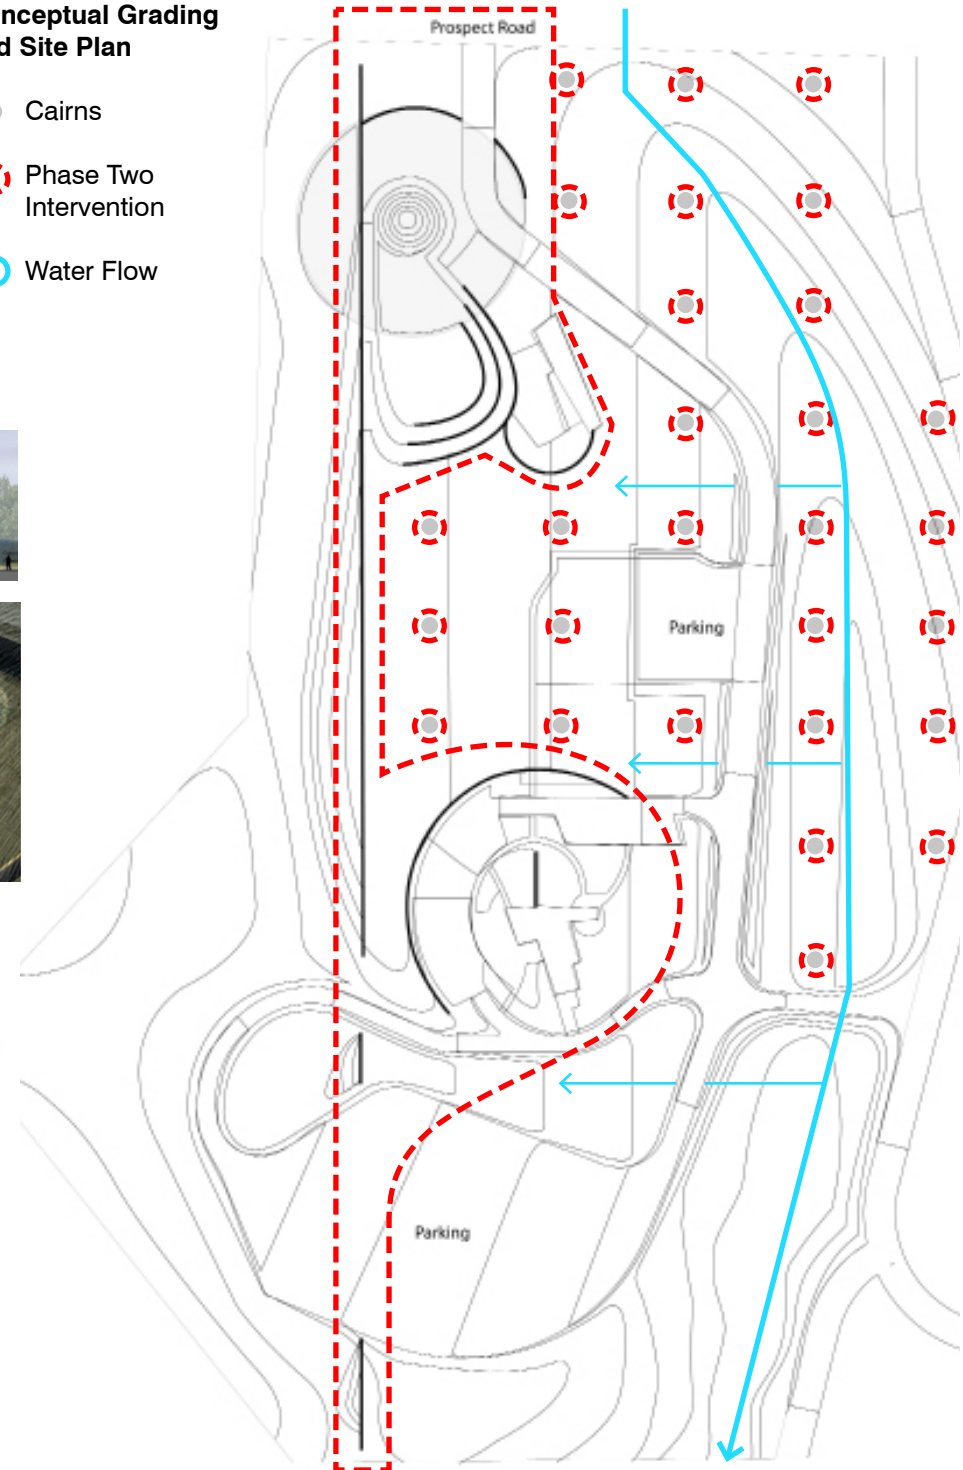 nceptual Grading
d Site Plan
Cairns
Phase Two
Intervention
Water Flow
Prospect Road
Parking
Parking